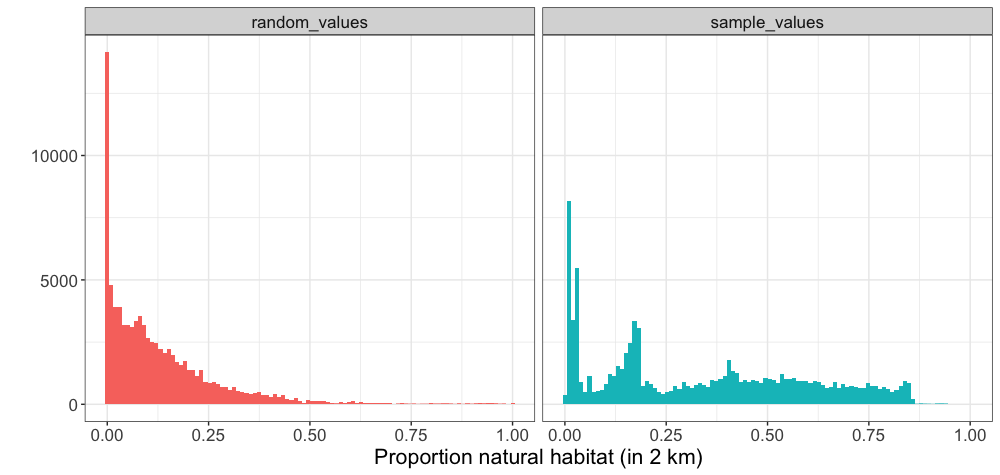 random_values sample_values
10000
5000
0
0.00 0.25 0.50 0.75 1.00 0.00 0.25 0.50 0.75 1.00
Proportion natural habitat (in 2 km)